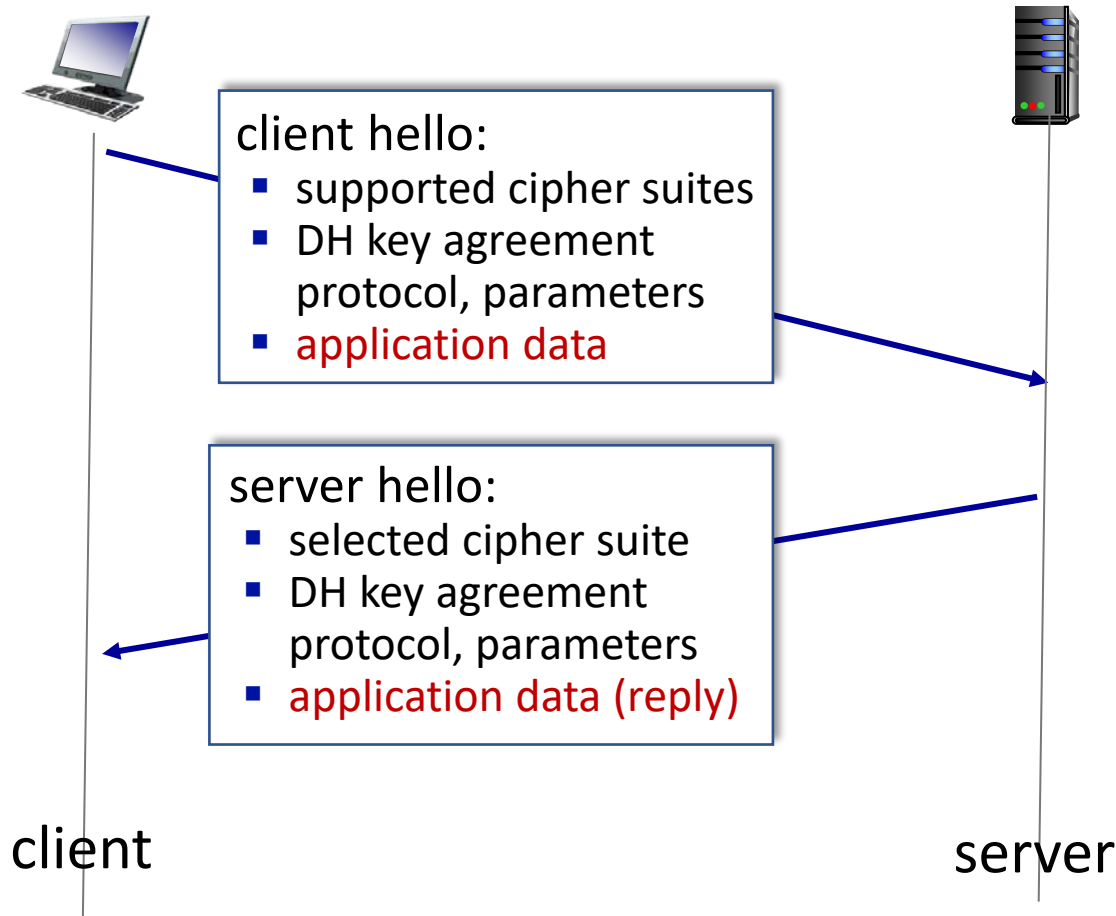 client hello:
▪ supported cipher suites
▪ DH key agreement
protocol, parameters
▪ application data
server hello:
▪ selected cipher suite
▪ DH key agreement
protocol, parameters
▪ application data (reply)
client
server